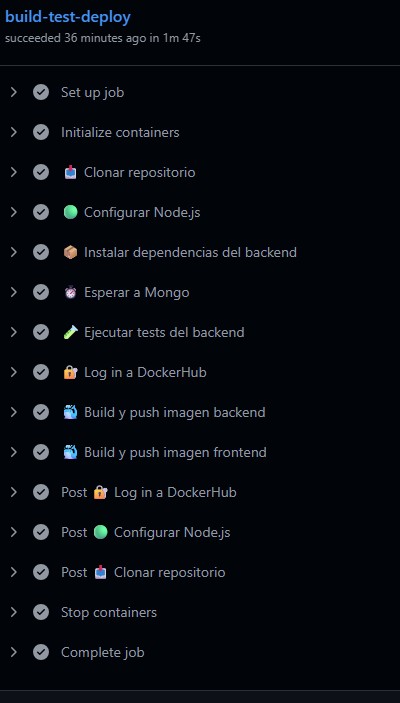 build-test-deploy
succeeded 36 minutes ago in 1m 47s
Set up job
Initialize containers
📥 Clonar repositorio
🟢 Configurar Node.js
📦 Instalar dependencias del backend
⏱️ Esperar a Mongo
🧪 Ejecutar tests del backend
🔐 Log in a DockerHub
🐳 Build y push imagen backend
🐳 Build y push imagen frontend
Post 🔐 Log in a DockerHub
Post 🟢 Configurar Node.js
Post 📥 Clonar repositorio
Stop containers
Complete job